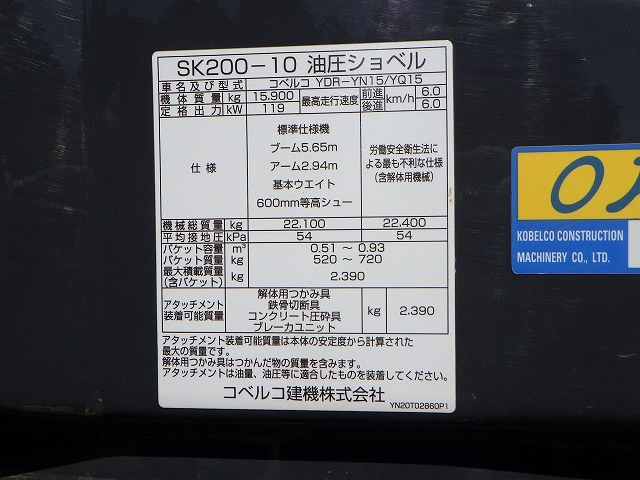 SK200-10 油圧ショベル
車名及び型式 コベルコ YDR-YN15/YQ15
機体質量 kg 15.900 最高走行速度 前進 km/h 6.0
定格出力 kW 119 後進 6.0
仕様
標準仕様機
ブーム5.65m
アーム2.94m
基本ウエイト
600mm等高シュー
労働安全衛生法に
よる最も不利な仕様
(含解体用機械)
機械総質量 kg 22.100 22.400
平均接地圧 kPa 54 54
バケット容量 m³ 0.51 ～ 0.93
バケット質量 kg 520 ～ 720
最大積載質量
(含バケット) kg 2.390
アタッチメント
装着可能質量
解体用つかみ具
鉄骨切断具
コンクリート圧砕具
ブレーカユニット
kg 2.390
アタッチメント装着可能質量は本体の安定度から計算された
最大の質量です。
解体用つかみ具はつかんだ物の質量を含みます。
アタッチメントは油量、油圧等に適合したものを装着してください。
コベルコ建機株式会社
YN20T02860P1
KOBELCO CONSTRUCTION
MACHINERY CO., LTD.